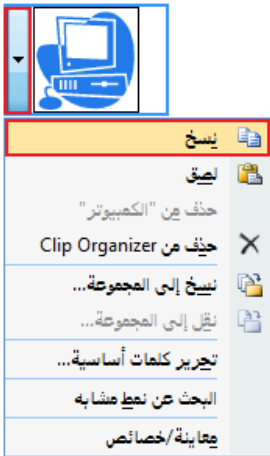 نسخ
لصق
حذف من "الكمبيوتر"
حذف من Clip Organizer
نسخ إلى المجموعة...
نقل إلى المجموعة...
تحرير كلمات أساسية...
البحث عن نمط مشابه
معاينة/خصائص